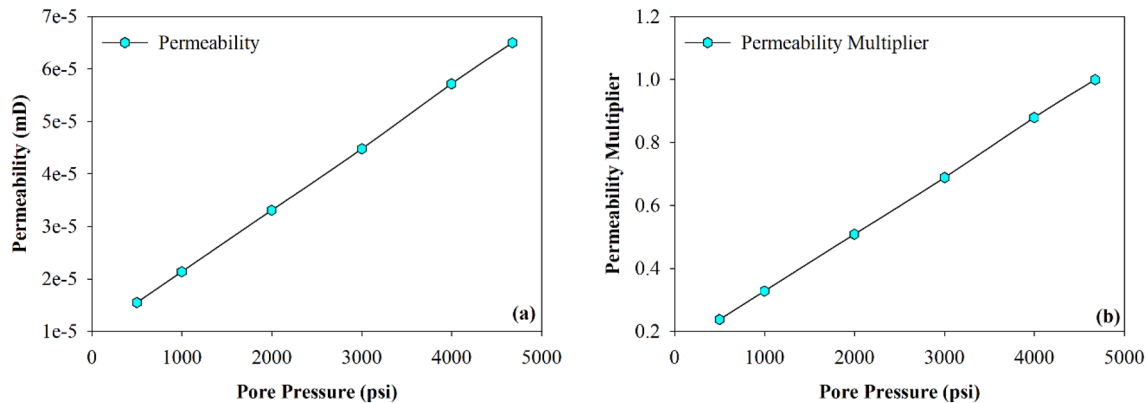 7e-5
6e-5
5e-5
4e-5
3e-5
2e-5
1e-5
Permeability (mD)
Permeability
(a)
0 1000 2000 3000 4000 5000
Pore Pressure (psi)
1.2
1.0
0.8
0.6
0.4
0.2
Permeability Multiplier
Permeability Multiplier
(b)
0 1000 2000 3000 4000 5000
Pore Pressure (psi)